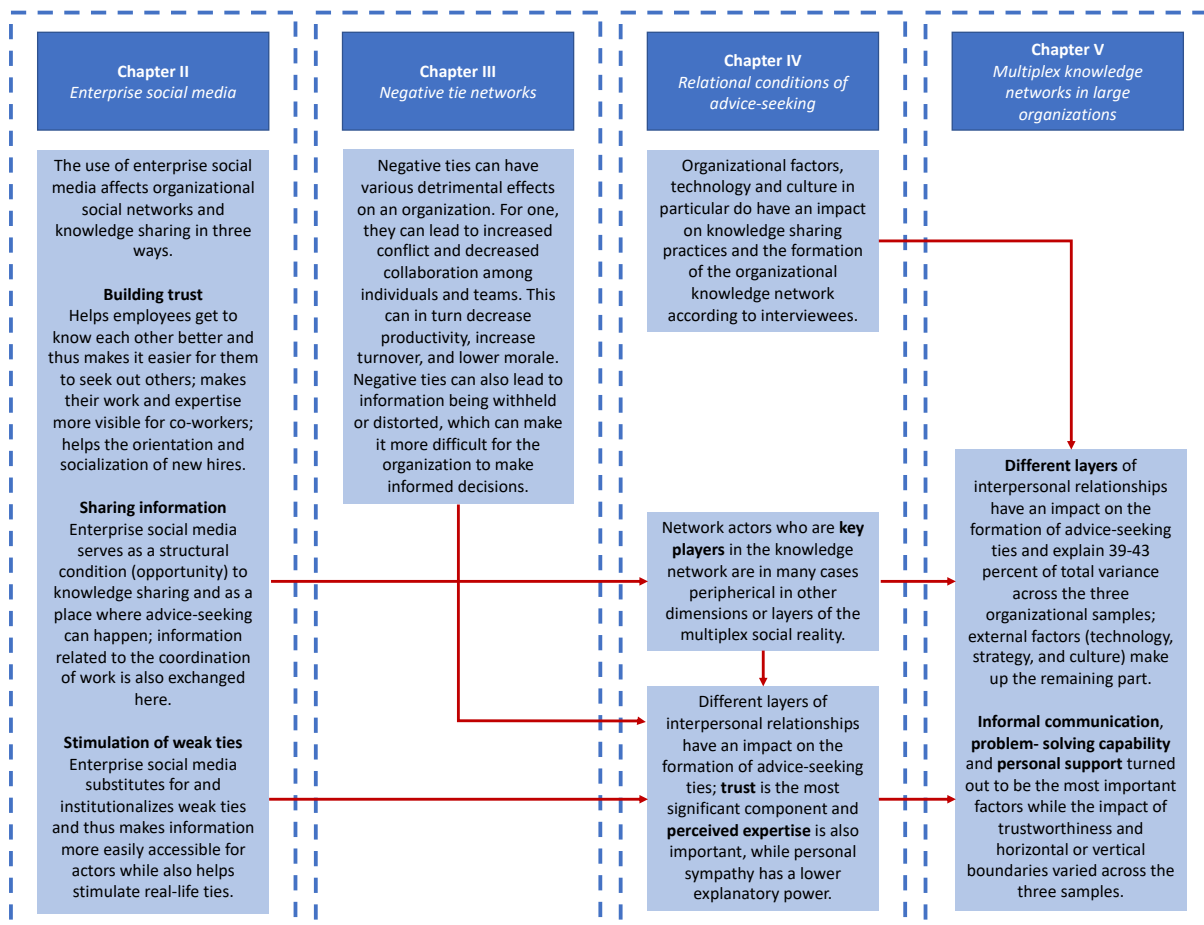 Chapter II
Enterprise social media
The use of enterprise social
media affects organizational
social networks and
knowledge sharing in three
ways.
Building trust
Helps employees get to
know each other better and
thus makes it easier for them
to seek out others; makes
their work and expertise
more visible for co-workers;
helps the orientation and
socialization of new hires.
Sharing information
Enterprise social media
serves as a structural
condition (opportunity) to
knowledge sharing and as a
place where advice-seeking
can happen; information
related to the coordination
of work is also exchanged
here.
Stimulation of weak ties
Enterprise social media
substitutes for and
institutionalizes weak ties
and thus makes information
more easily accessible for
actors while also helps
stimulate real-life ties.
Chapter III
Negative tie networks
Negative ties can have
various detrimental effects
on an organization. For one,
they can lead to increased
conflict and decreased
collaboration among
individuals and teams. This
can in turn decrease
productivity, increase
turnover, and lower morale.
Negative ties can also lead to
information being withheld
or distorted, which can make
it more difficult for the
organization to make
informed decisions.
Chapter IV
Relational conditions of
advice-seeking
Organizational factors,
technology and culture in
particular do have an impact
on knowledge sharing
practices and the formation
of the organizational
knowledge network
according to interviewees.
Network actors who are key
players in the knowledge
network are in many cases
peripherical in other
dimensions or layers of the
multiplex social reality.
Different layers of
interpersonal relationships
have an impact on the
formation of advice-seeking
ties; trust is the most
significant component and
perceived expertise is also
important, while personal
sympathy has a lower
explanatory power.
Chapter V
Multiplex knowledge
networks in large
organizations
Different layers of
interpersonal relationships
have an impact on the
formation of advice-seeking
ties and explain 39-43
percent of total variance
across the three
organizational samples;
external factors (technology,
strategy, and culture) make
up the remaining part.
Informal communication,
problem- solving capability
and personal support turned
out to be the most important
factors while the impact of
trustworthiness and
horizontal or vertical
boundaries varied across the
three samples.